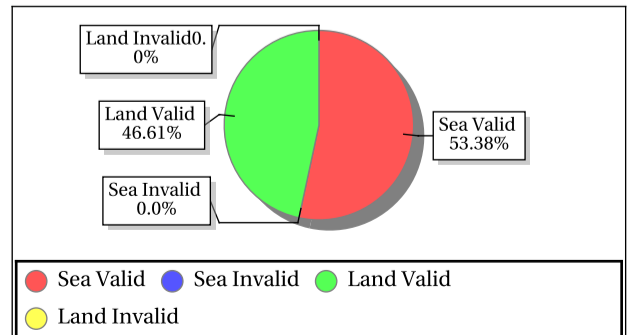 Land Invalid0.
0%
Land Valid
46.61%
Sea Valid
53.38%
Sea Invalid
0.0%
Sea Valid
Sea Invalid
Land Valid
Land Invalid